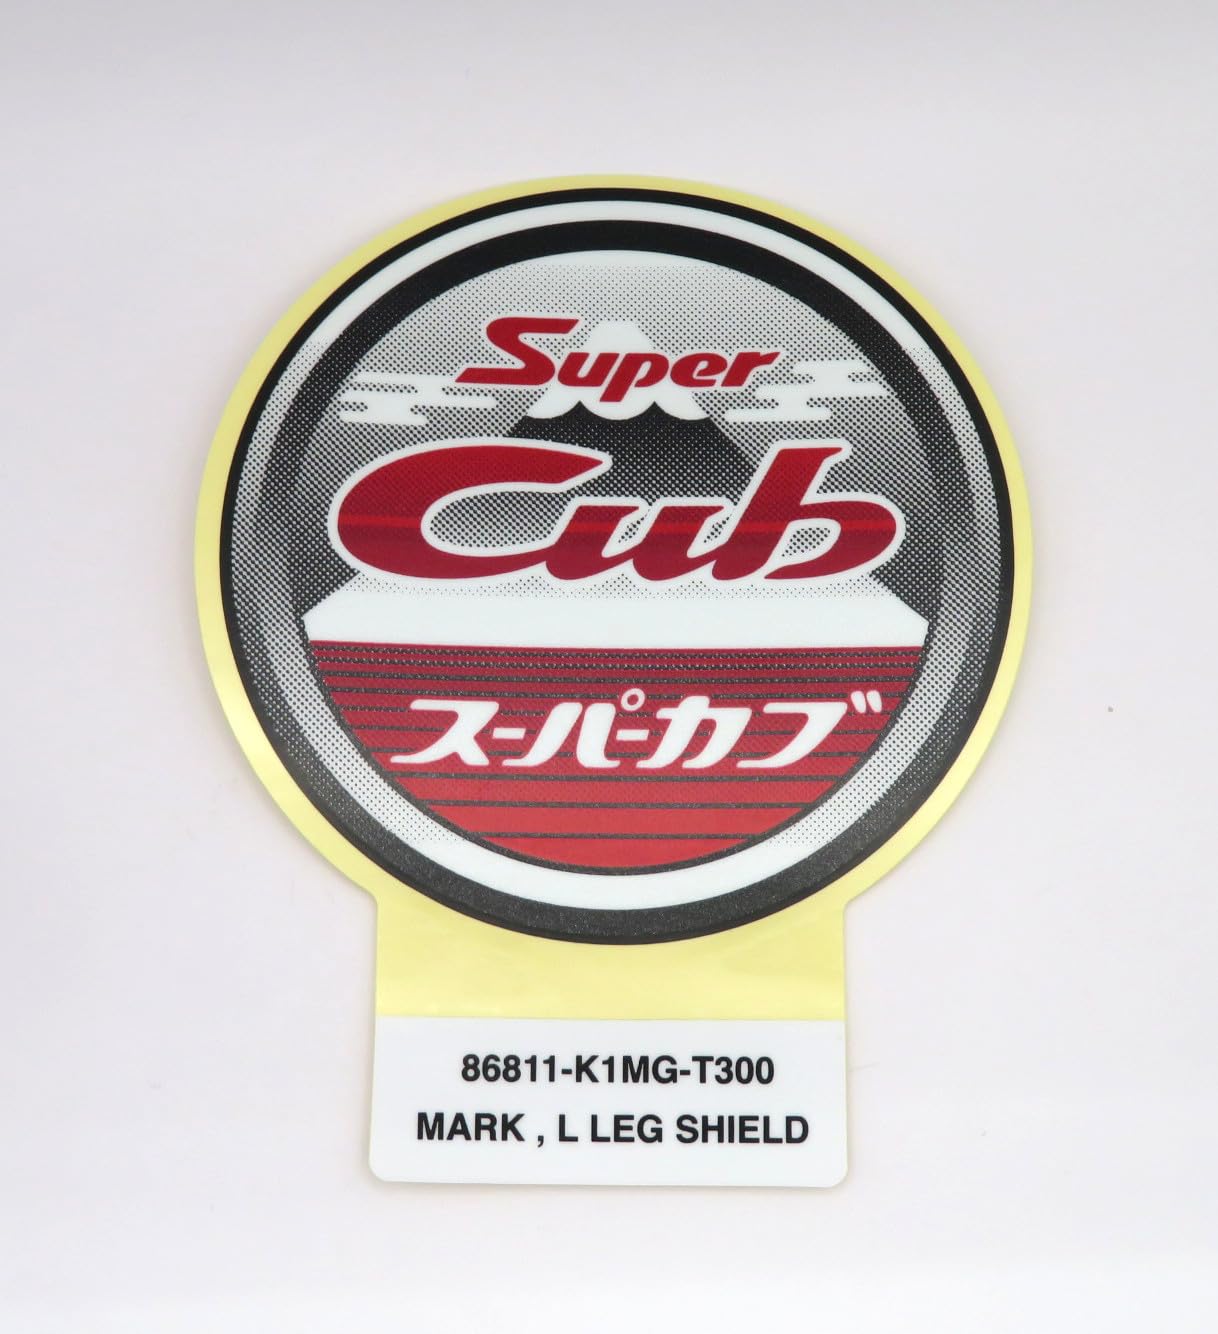 Super
Cub
スーパーカブ
86811-K1MG-T300
MARK , L LEG SHIELD